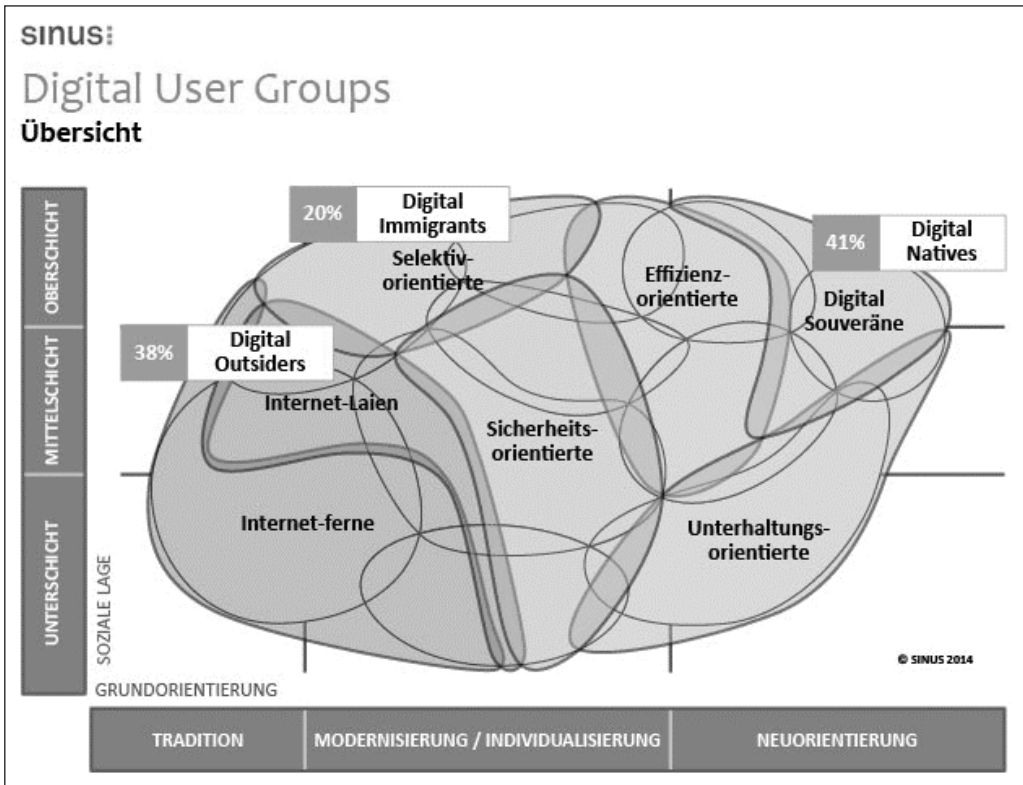 sinus
Digital User Groups
Übersicht
OBERSCHICHT
MITTELSCHICHT
UNTERSCHICHT
SOZIALE LAGE
20%
Digital
Immigrants
41%
Digital
Natives
38%
Digital
Outsiders
Selektiv-
orientierte
Effizienz-
orientierte
Digital
Souveräne
Internet-Laien
Sicherheits-
orientierte
Internet-ferne
Unterhaltungs-
orientierte
© SINUS 2014
GRUNDORIENTIERUNG
TRADITION
MODERNISIERUNG / INDIVIDUALISIERUNG
NEUORIENTIERUNG